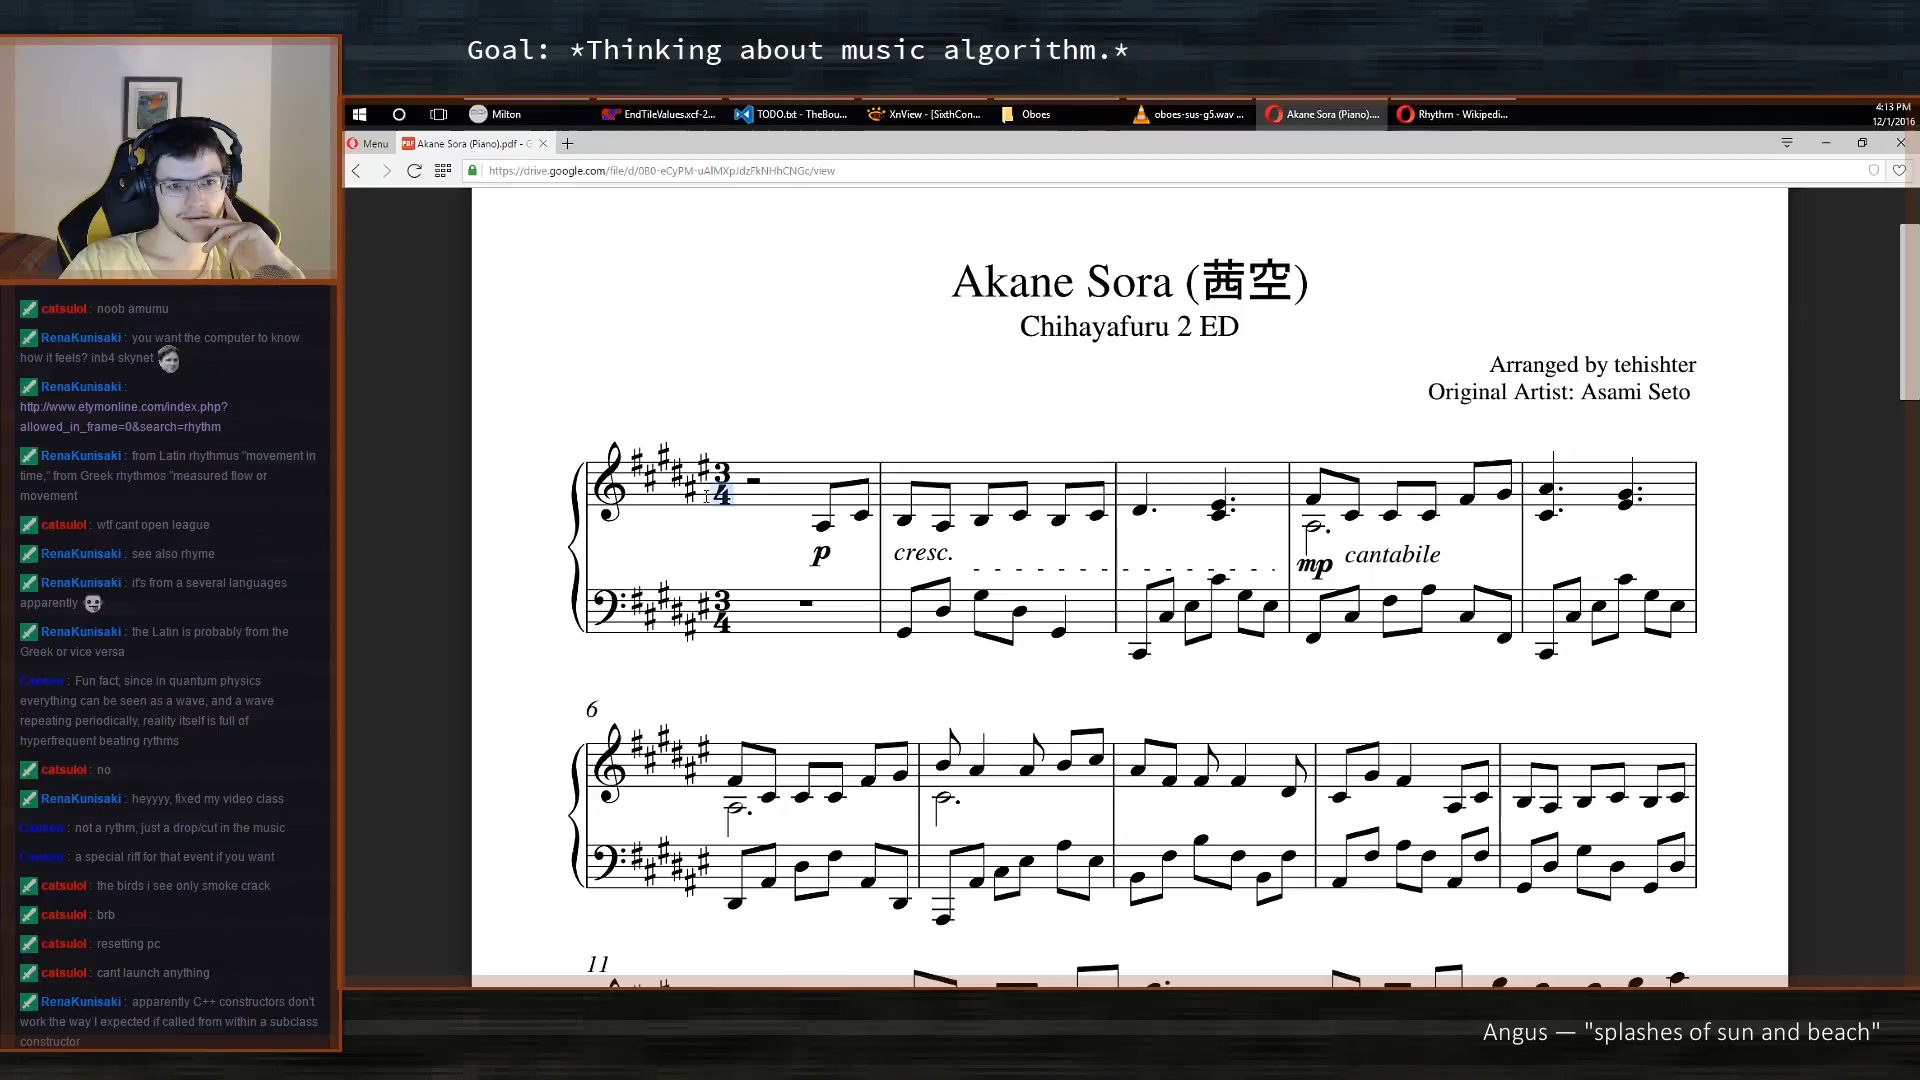 Goal: *Thinking about music algorithm.*
Milton
EndTileValues.xcf-2...
TODO.txt - TheBou...
XnView - [SixthCon...
Oboes
oboes-sus-g5.wav ...
Akane Sora (Piano)....
Rhythm - Wikipedi...
4:13 PM
12/1/2016
Menu
Akane Sora (Piano).pdf - G
https://drive.google.com/file/d/0B0-eCyPM-uAlMXpJdzFkNHhCNGc/view
catsulol: noob amumu
RenaKunisaki: you want the computer to know
how it feels? inb4 skynet
RenaKunisaki:
http://www.etymonline.com/index.php?
allowed_in_frame=0&search=rhythm
RenaKunisaki: from Latin rhythmus "movement in
time," from Greek rhythmos "measured flow or
movement
catsulol: wtf cant open league
RenaKunisaki: see also rhyme
RenaKunisaki: it's from a several languages
apparently
RenaKunisaki: the Latin is probably from the
Greek or vice versa
: Fun fact; since in quantum physics
everything can be seen as a wave, and a wave
repeating periodically, reality itself is full of
hyperfrequent beating rythms
catsulol: no
RenaKunisaki: heyyyy, fixed my video class
: not a rythm, just a drop/cut in the music
: a special riff for that event if you want
catsulol: the birds i see only smoke crack
catsulol: brb
catsulol: resetting pc
catsulol: cant launch anything
RenaKunisaki: apparently C++ constructors don't
work the way I expected if called from within a subclass
constructor
Akane Sora (茜空)
Chihayafuru 2 ED
Arranged by tehishter
Original Artist: Asami Seto
3
4
p
cresc.
mp cantabile
3
4
6
11
Angus — "splashes of sun and beach"